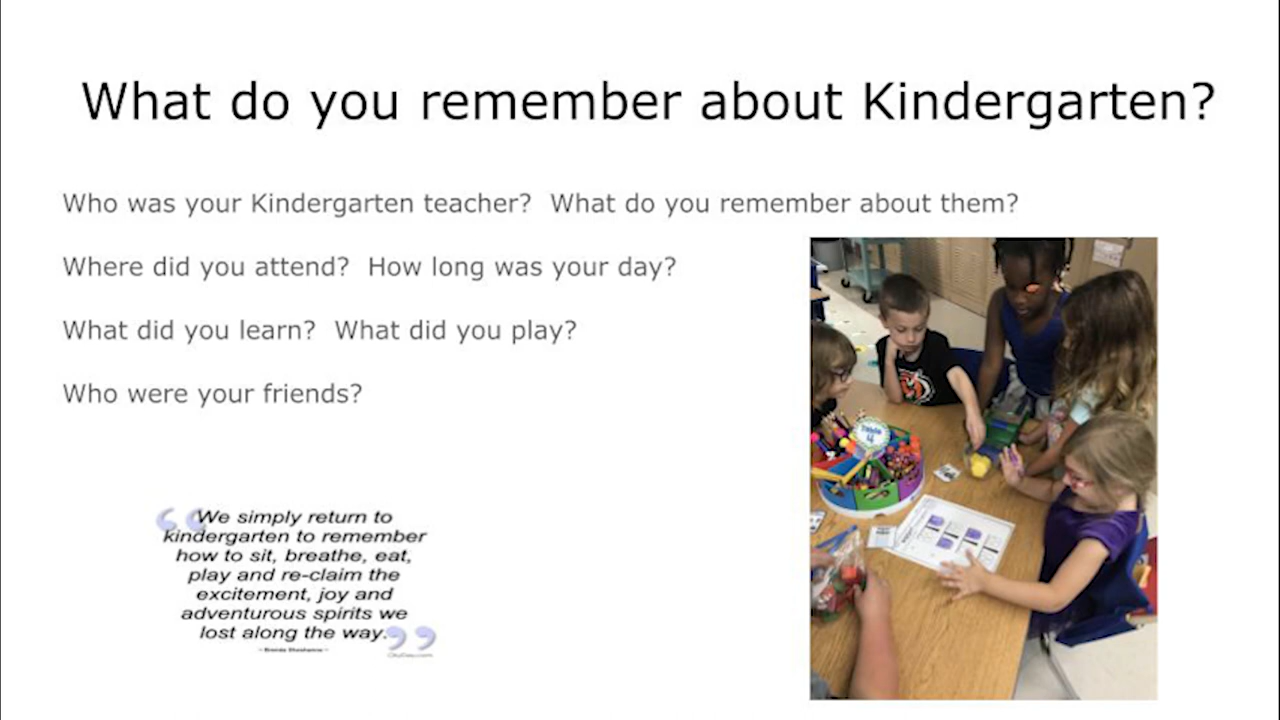 What do you remember about Kindergarten?
Who was your Kindergarten teacher? What do you remember about them?
Where did you attend? How long was your day?
What did you learn? What did you play?
Who were your friends?
“We simply return to
kindergarten to remember
how to sit, breathe, eat,
play and re-claim the
excitement, joy and
adventurous spirits we
lost along the way.”
Table
4